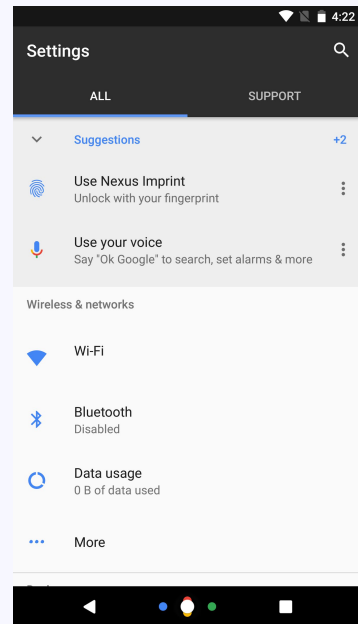 4:22
Settings
ALL SUPPORT
Suggestions +2
Use Nexus Imprint
Unlock with your fingerprint
Use your voice
Say "Ok Google" to search, set alarms & more
Wireless & networks
Wi-Fi
Bluetooth
Disabled
Data usage
0 B of data used
More